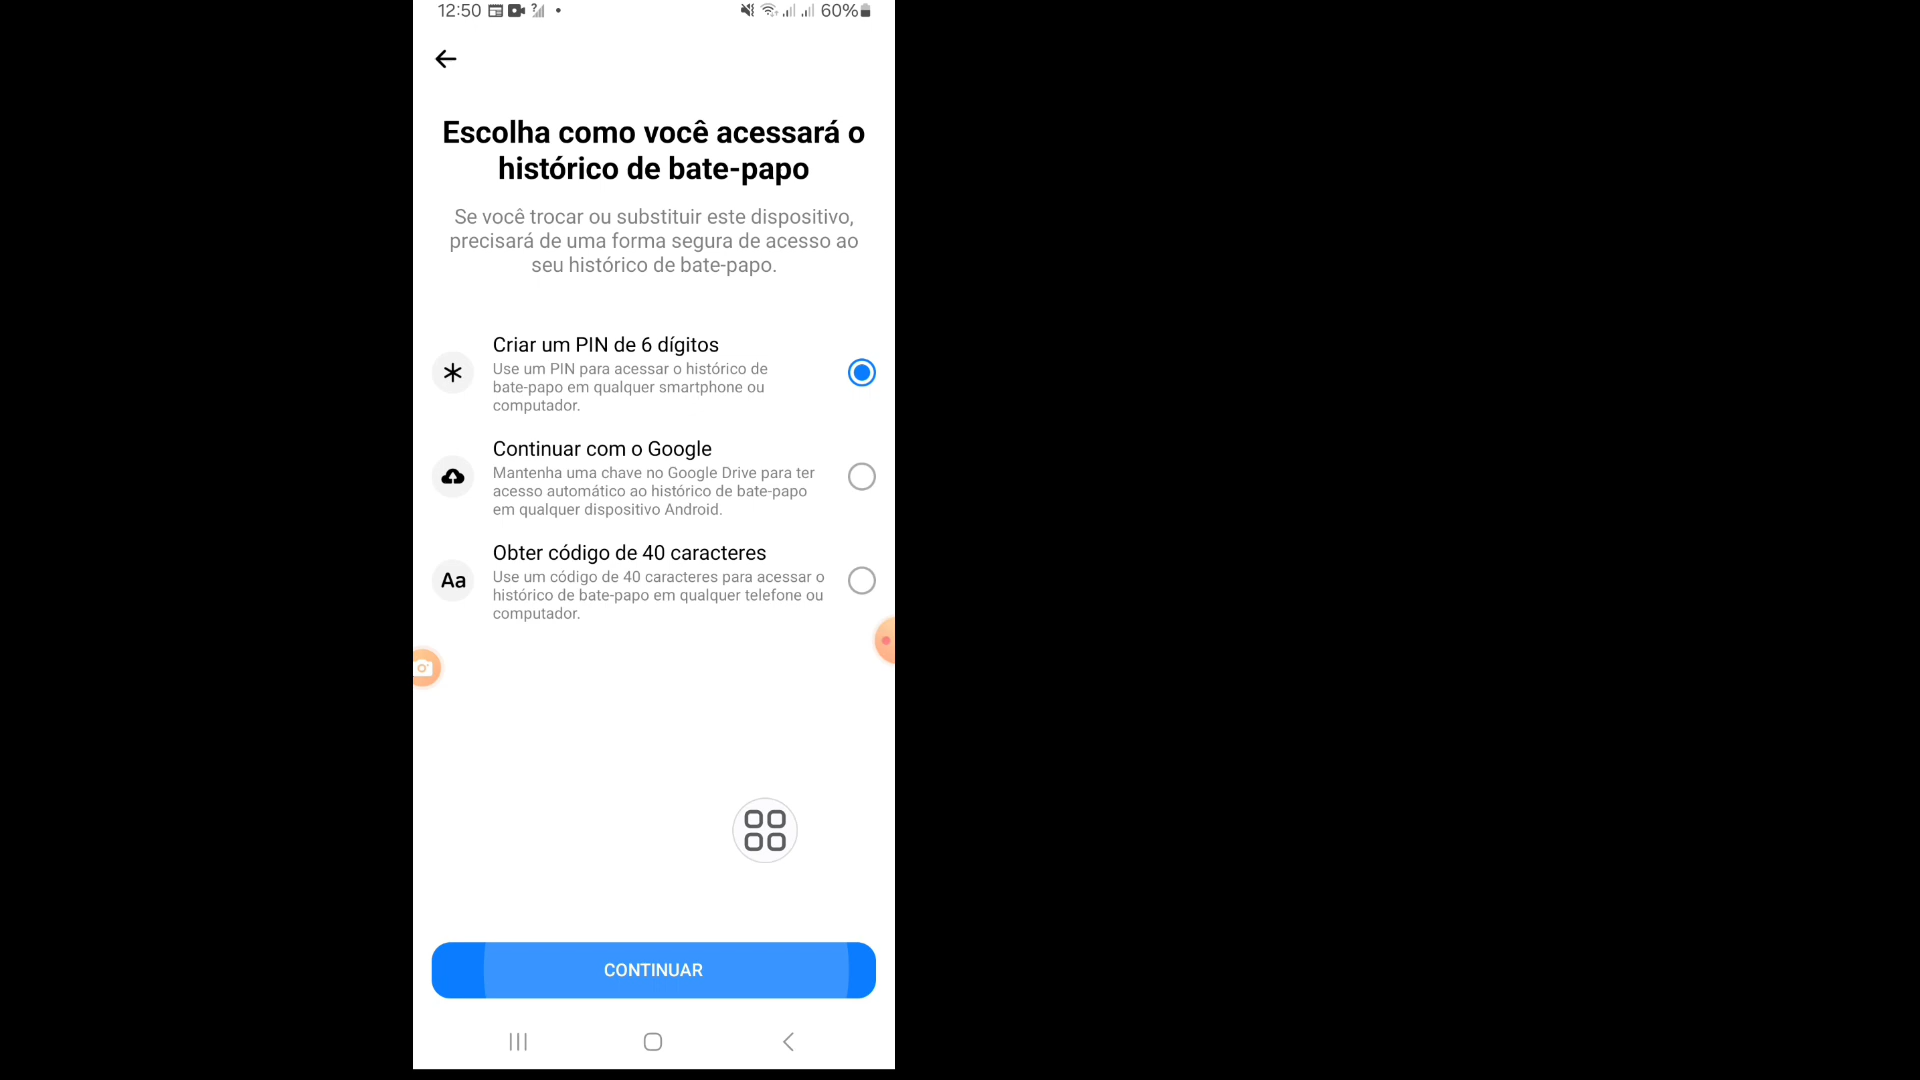 12:50
60%
Escolha como você acessará o
histórico de bate-papo
Se você trocar ou substituir este dispositivo,
precisará de uma forma segura de acesso ao
seu histórico de bate-papo.
Criar um PIN de 6 dígitos
Use um PIN para acessar o histórico de
bate-papo em qualquer smartphone ou
computador.
Continuar com o Google
Mantenha uma chave no Google Drive para ter
acesso automático ao histórico de bate-papo
em qualquer dispositivo Android.
Aa
Obter código de 40 caracteres
Use um código de 40 caracteres para acessar o
histórico de bate-papo em qualquer telefone ou
computador.
CONTINUAR